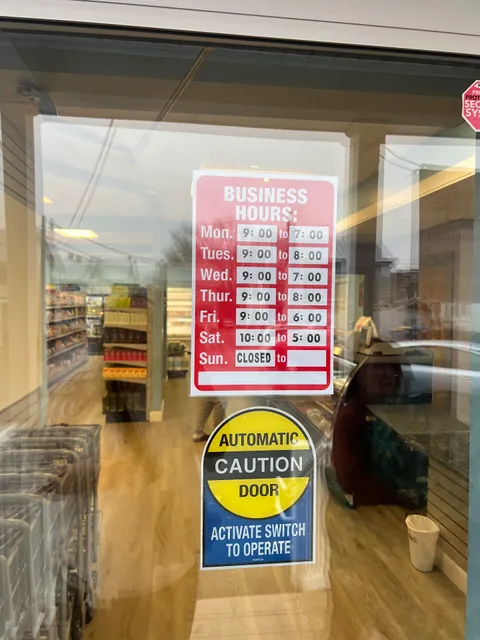 BUSINESS
HOURS:
Mon. 9:00 to 7:00
Tues. 9:00 to 8:00
Wed. 9:00 to 7:00
Thur. 9:00 to 8:00
Fri. 9:00 to 6:00
Sat. 10:00 to 5:00
Sun. CLOSED to
AUTOMATIC
CAUTION
DOOR
ACTIVATE SWITCH
TO OPERATE